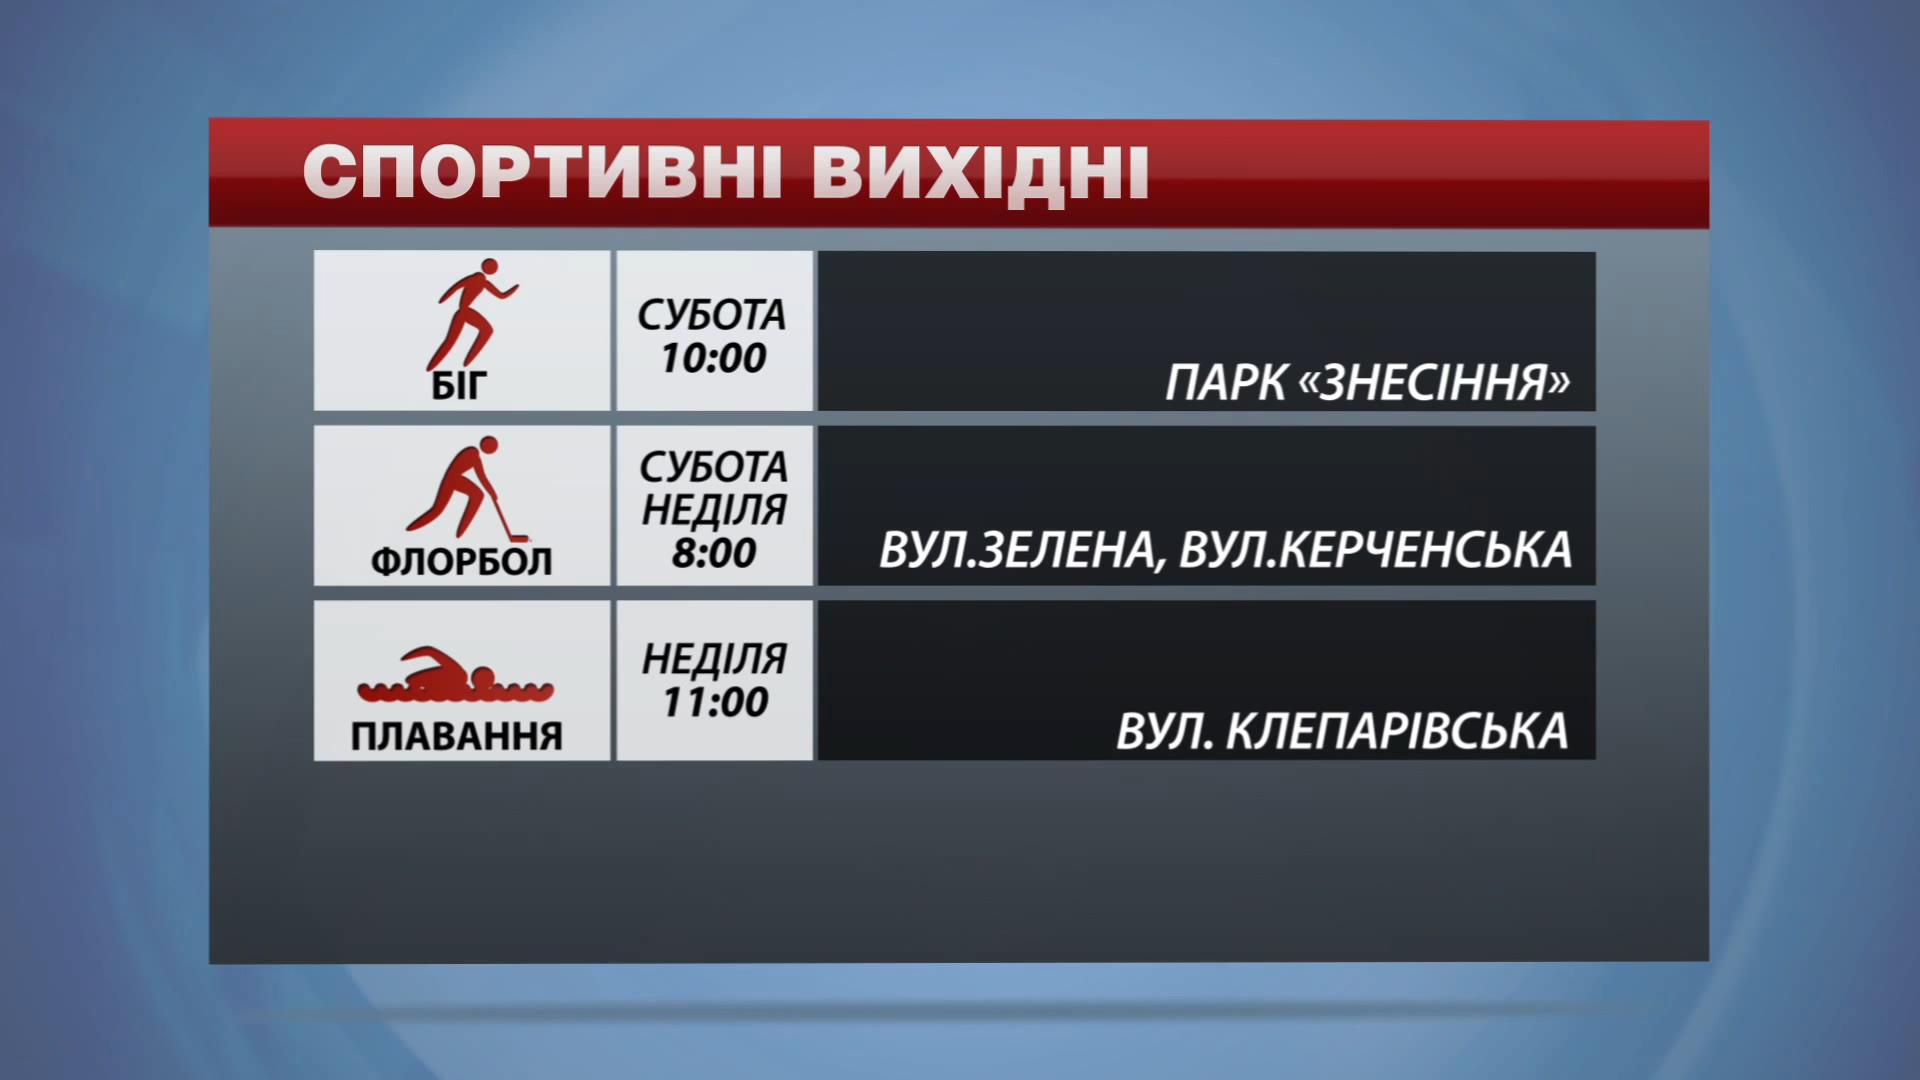 СПОРТИВНІ ВИХІДНІ
БІГ
СУБОТА
10:00
ПАРК «ЗНЕСІННЯ»
ФЛОРБОЛ
СУБОТА
НЕДІЛЯ
8:00
ВУЛ.ЗЕЛЕНА, ВУЛ.КЕРЧЕНСЬКА
ПЛАВАННЯ
НЕДІЛЯ
11:00
ВУЛ. КЛЕПАРІВСЬКА